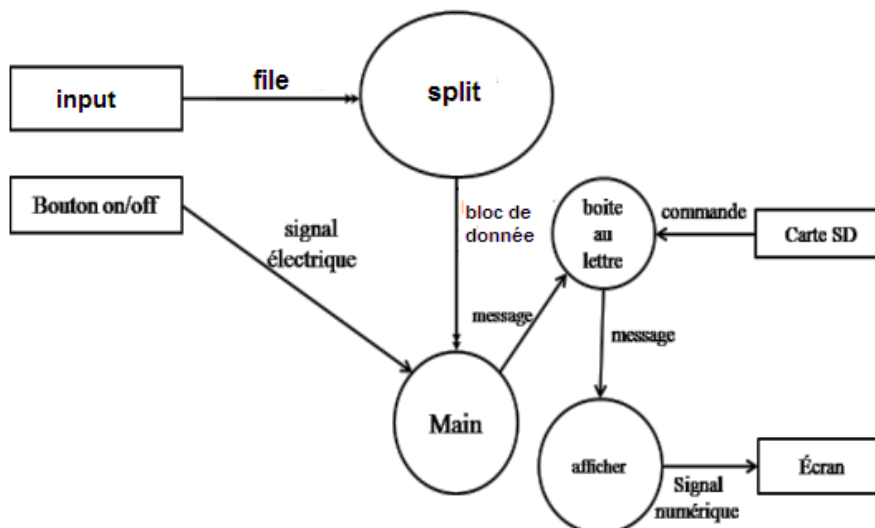 input
file
split
Bouton on/off
signal
électrique
bloc de
donnée
boite
au
lettre
commande
Carte SD
message
message
Main
afficher
Signal
numérique
Écran